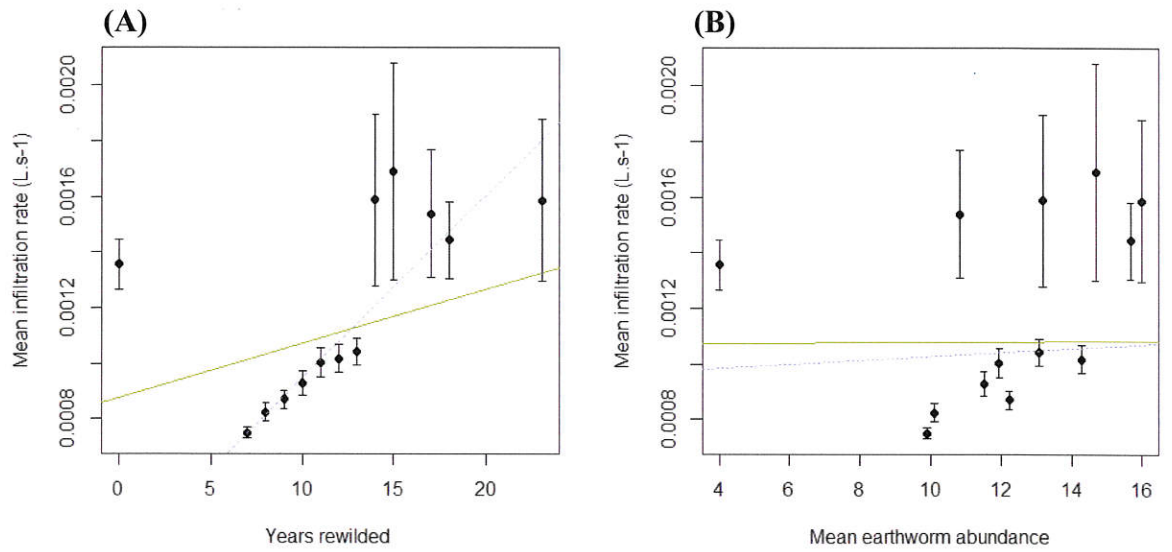 (A)
(B)
Mean infiltration rate (L.s-1)
0.0020
0.0016
0.0012
0.0008
0 5 10 15 20
Years rewilded
Mean infiltration rate (L.s-1)
0.0020
0.0016
0.0012
0.0008
4 6 8 10 12 14 16
Mean earthworm abundance